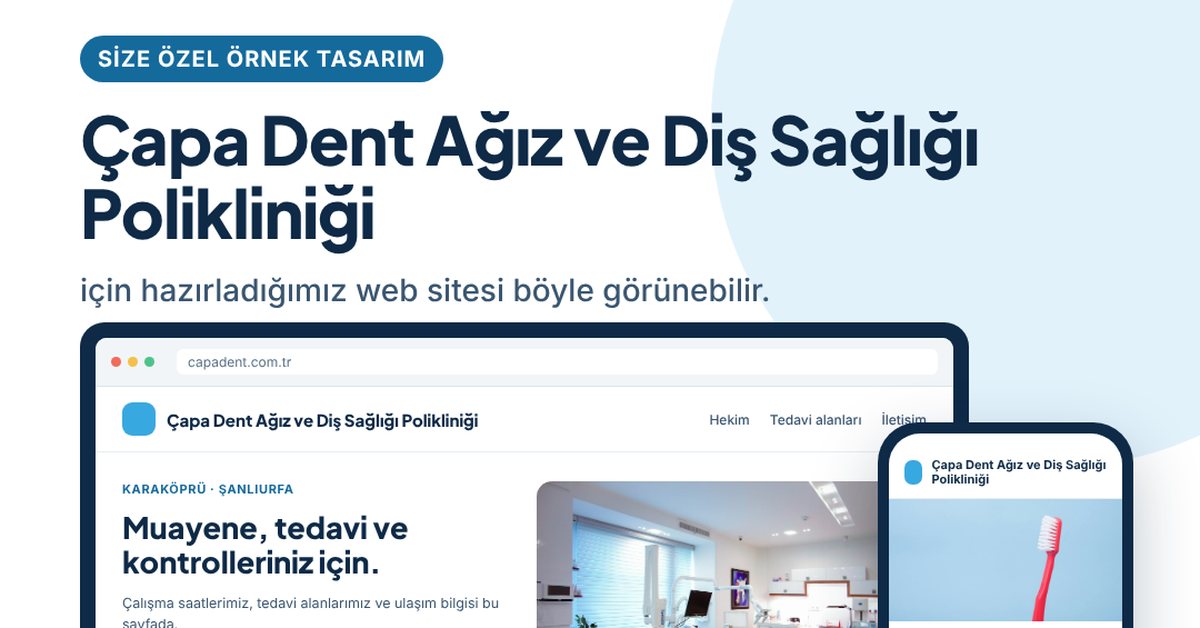 SİZE ÖZEL ÖRNEK TASARIM
Çapa Dent Ağız ve Diş Sağlığı
Polikliniği
için hazırladığımız web sitesi böyle görünebilir.
capadent.com.tr
Çapa Dent Ağız ve Diş Sağlığı Polikliniği
Hekim Tedavi alanları İletişim
KARAKÖPRÜ · ŞANLIURFA
Muayene, tedavi ve
kontrolleriniz için.
Çalışma saatlerimiz, tedavi alanlarımız ve ulaşım bilgisi bu
sayfada.
Çapa Dent Ağız ve Diş Sağlığı
Polikliniği